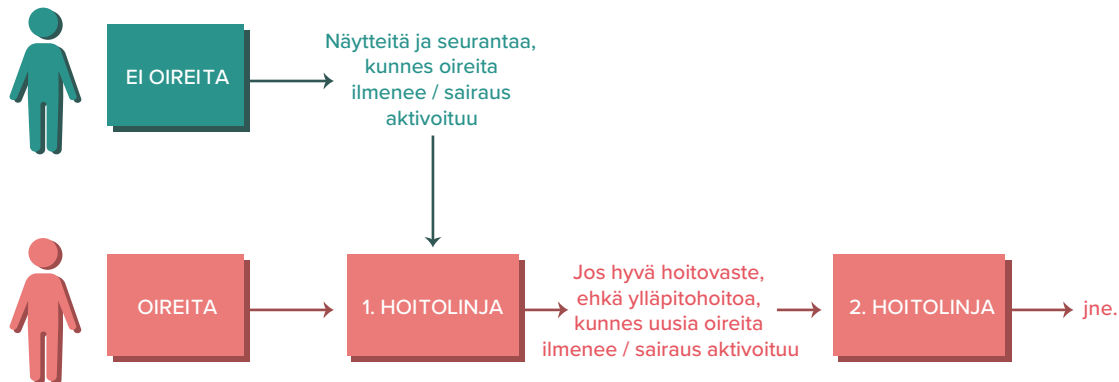 EI OIREITA
Näytteitä ja seurantaa,
kunnes oireita
ilmenee / sairaus
aktivoituu
OIREITA
1. HOITOLINJA
Jos hyvä hoitovaste,
ehkä ylläpitohoitoa,
kunnes uusia oireita
ilmenee / sairaus aktivoituu
2. HOITOLINJA
jne.